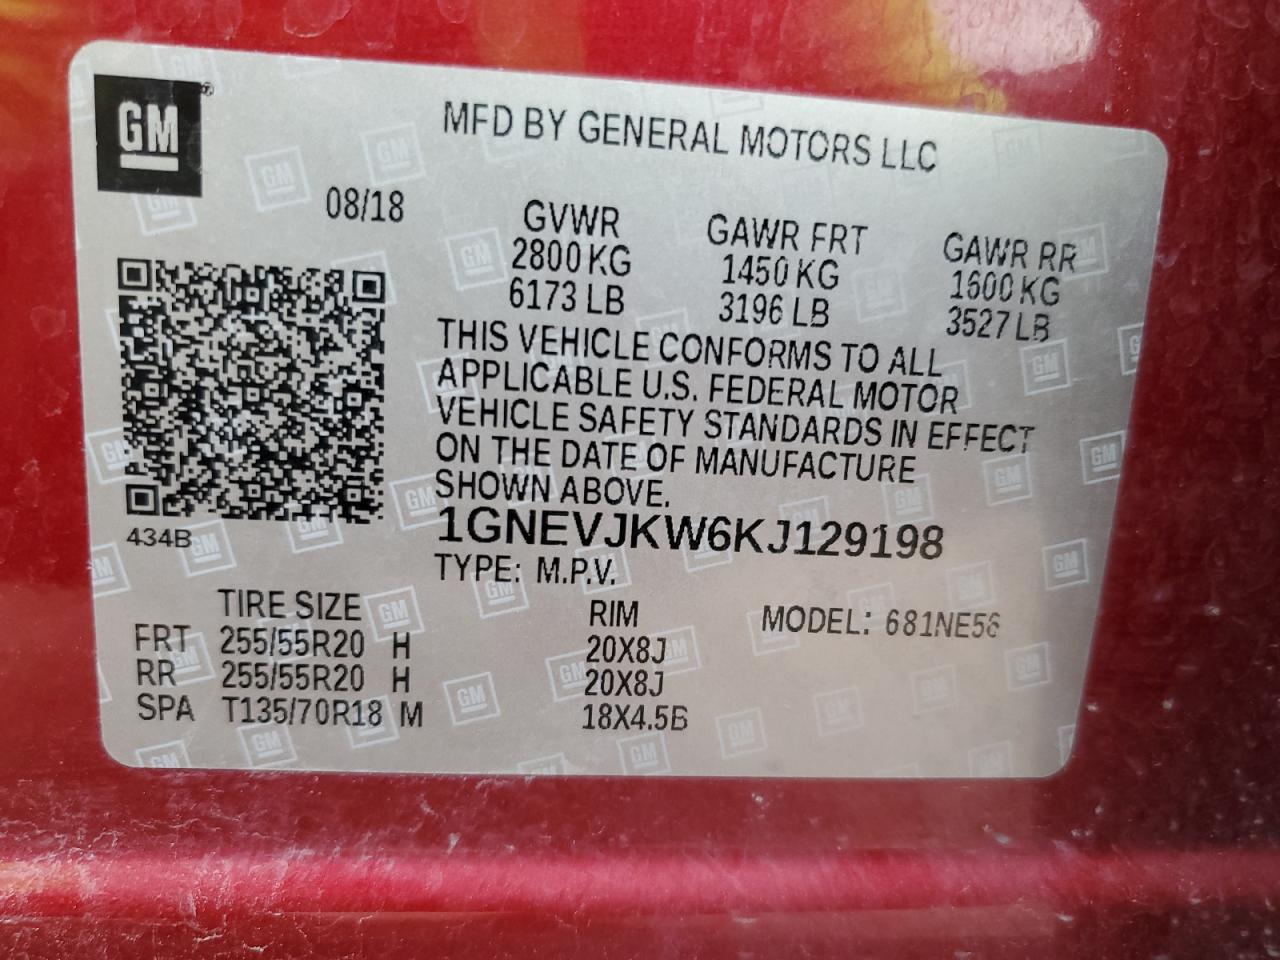 GM
MFD BY GENERAL MOTORS LLC
08/18
GVWR GAWR FRT GAWR RR
2800 KG 1450 KG 1600 KG
6173 LB 3196 LB 3527 LB
THIS VEHICLE CONFORMS TO ALL
APPLICABLE U.S. FEDERAL MOTOR
VEHICLE SAFETY STANDARDS IN EFFECT
ON THE DATE OF MANUFACTURE
SHOWN ABOVE.
434B
1GNEVJKW6KJ129198
TYPE: M.P.V.
TIRE SIZE RIM MODEL: 681NE56
FRT 255/55R20 H 20X8J
RR 255/55R20 H 20X8J
SPA T135/70R18 M 18X4.5B